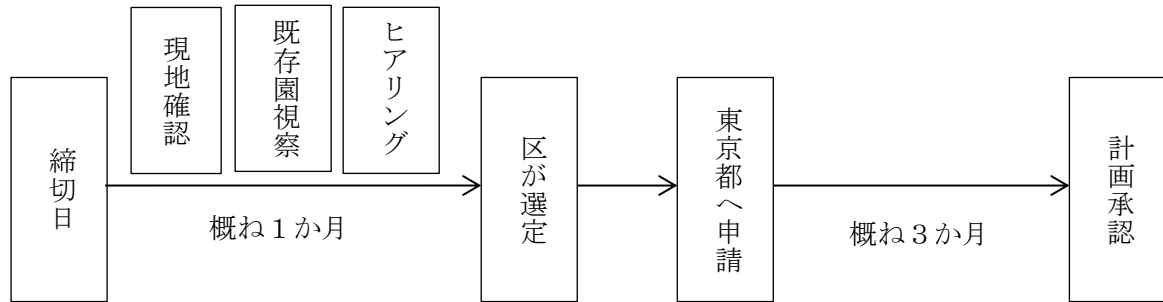 締切日
現地確認
既存園視察
ヒアリング
概ね１か月
区が選定
東京都へ申請
概ね３か月
計画承認